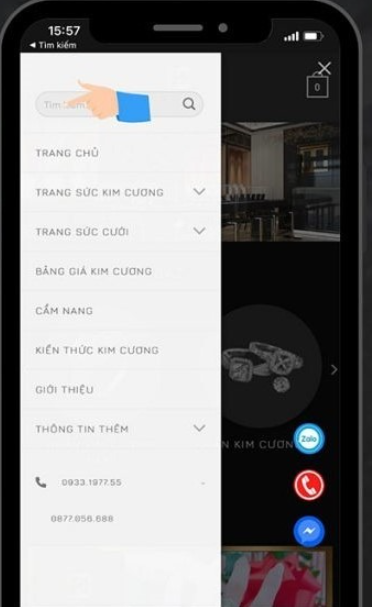 15:57
◀ Tìm kiếm
0
Tìm
TRANG CHỦ
TRANG SỨC KIM CƯƠNG
TRANG SỨC CƯỚI
BẢNG GIÁ KIM CƯƠNG
CẨM NANG
KIẾN THỨC KIM CƯƠNG
GIỚI THIỆU
N KIM CƯƠN
THÔNG TIN THÊM
Zalo
0933.1977.55
0877.056.688